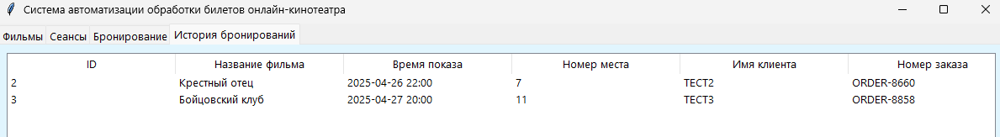 Система автоматизации обработки билетов онлайн-кинотеатра
Фильмы Сеансы Бронирование История бронирований
ID Название фильма Время показа Номер места Имя клиента Номер заказа
2 Крестный отец 2025-04-26 22:00 7 ТЕСТ2 ORDER-8660
3 Бойцовский клуб 2025-04-27 20:00 11 ТЕСТ3 ORDER-8858